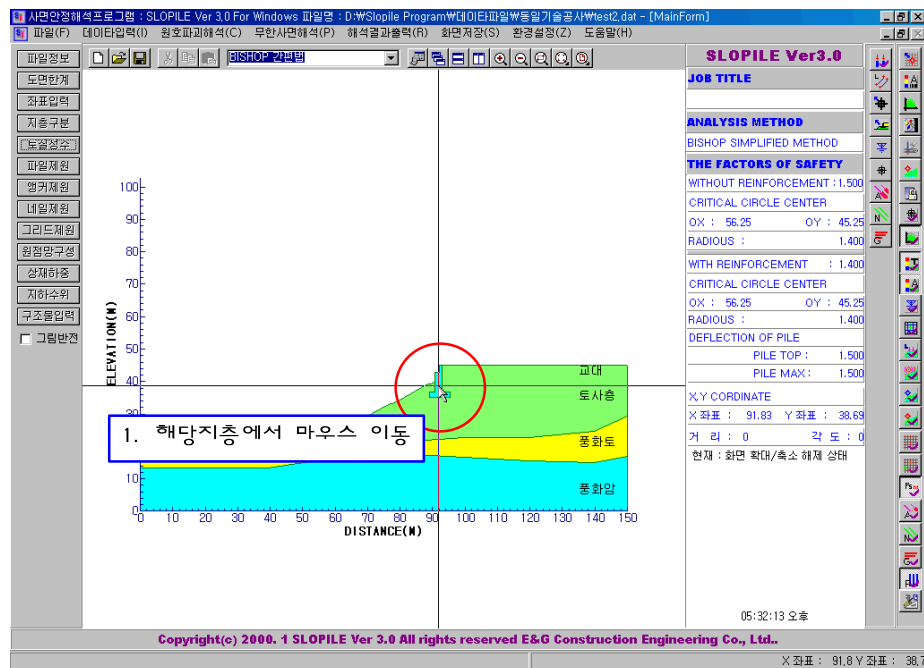 사면안정해석프로그램 : SLOPILE Ver 3,0 For Windows 파일명 : D:₩Slopile Program₩데이타파일₩동일기술공사₩test2,dat - [MainForm]
파일(F) 데이타입력(I) 원호파괴해석(C) 무한사면해석(P) 해석결과출력(R) 화면저장(S) 환경설정(Z) 도움말(H)
BISHOP 간편법
파일정보
도면한계
좌표입력
지층구분
토질성수
파일제원
앵커제원
네일제원
그리드제원
원점망구성
상재하중
지하수위
구조물입력
그림반전
ELEVATION(M)
100
90
80
70
60
50
40
30
10
0
0 10 20 30 40 50 60 70 80 90 100 110 120 130 140 150
DISTANCE(M)
교대
토사층
풍화토
풍화암
1. 해당지층에서 마우스 이동
SLOPILE Ver3.0
JOB TITLE
ANALYSIS METHOD
BISHOP SIMPLIFIED METHOD
THE FACTORS OF SAFETY
WITHOUT REINFORCEMENT : 1.500
CRITICAL CIRCLE CENTER
OX : 56.25 OY : 45.25
RADIOUS : 1.400
WITH REINFORCEMENT : 1.400
CRITICAL CIRCLE CENTER
OX : 56.25 OY : 45.25
RADIOUS : 1.400
DEFLECTION OF PILE
PILE TOP : 1.500
PILE MAX : 1.500
X,Y CORDINATE
X 좌표 : 91.83 Y 좌표 : 38.69
거 리 : 0 각 도 : 0
현재 : 화면 확대/축소 해제 상태
05:32:13 오후
Copyright(c) 2000. 1 SLOPILE Ver 3.0 All rights reserved E&G Construction Engineering Co., Ltd..
X 좌표 : 91.8 Y 좌표 : 38.7